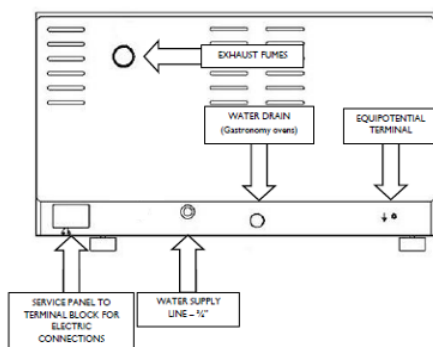 EXHAUST FUMES
WATER DRAIN
(Gastronomy ovens)
EQUIPOTENTIAL
TERMINAL
SERVICE PANEL TO
TERMINAL BLOCK FOR
ELECTRIC
CONNECTIONS
WATER SUPPLY
LINE – ¾"